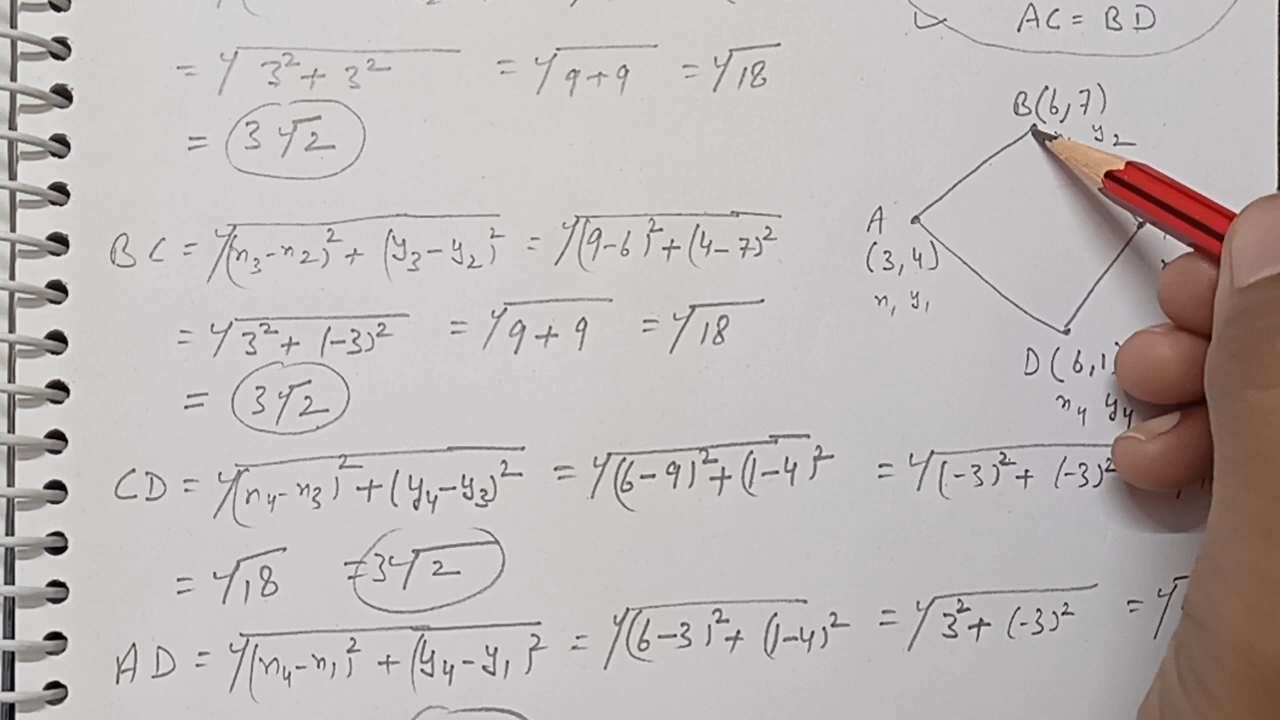 = √3² + 3² = √9+9 = √18
= 3√2
BC = √(x₃-x₂)² + (y₃-y₂)² = √(9-6)² + (4-7)²
= √3² + (-3)² = √9+9 = √18
= 3√2
CD = √(x₄-x₃)² + (y₄-y₃)² = √(6-9)² + (1-4)² = √(-3)² + (-3)²
= √18 = 3√2
AD = √(x₄-x₁)² + (y₄-y₁)² = √(6-3)² + (1-4)² = √3² + (-3)² = √
AC = BD
B(6,7)
y₂
A
(3,4)
x₁ y₁
D(6,1
x₄ y₄